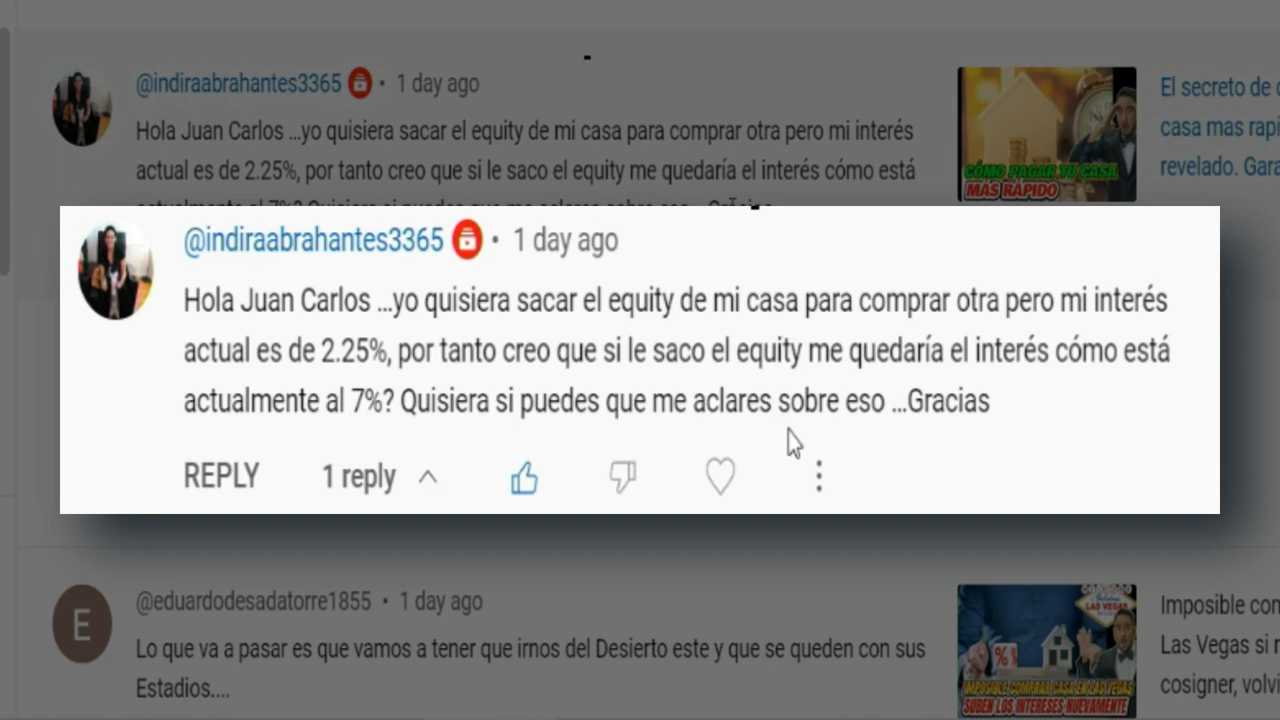 @indiraabrahantes3365 • 1 day ago
Hola Juan Carlos ...yo quisiera sacar el equity de mi casa para comprar otra pero mi interés
actual es de 2.25%, por tanto creo que si le saco el equity me quedaría el interés cómo está
CÓMO PAGAR TU CASA
MÁS RÁPIDO
El secreto de
casa mas rapi
revelado. Gara
@indiraabrahantes3365 • 1 day ago
Hola Juan Carlos ...yo quisiera sacar el equity de mi casa para comprar otra pero mi interés
actual es de 2.25%, por tanto creo que si le saco el equity me quedaría el interés cómo está
actualmente al 7%? Quisiera si puedes que me aclares sobre eso ...Gracias
REPLY 1 reply
E
@eduardodesadatorre1855 • 1 day ago
Lo que va a pasar es que vamos a tener que irnos del Desierto este y que se queden con sus
Estadios....
LAS VEGAS
%
IMPOSIBLE COMPRAR CASA EN LAS VEGAS
SUBEN LOS INTERESES NUEVAMENTE
Imposible com
Las Vegas si n
cosigner, volvi